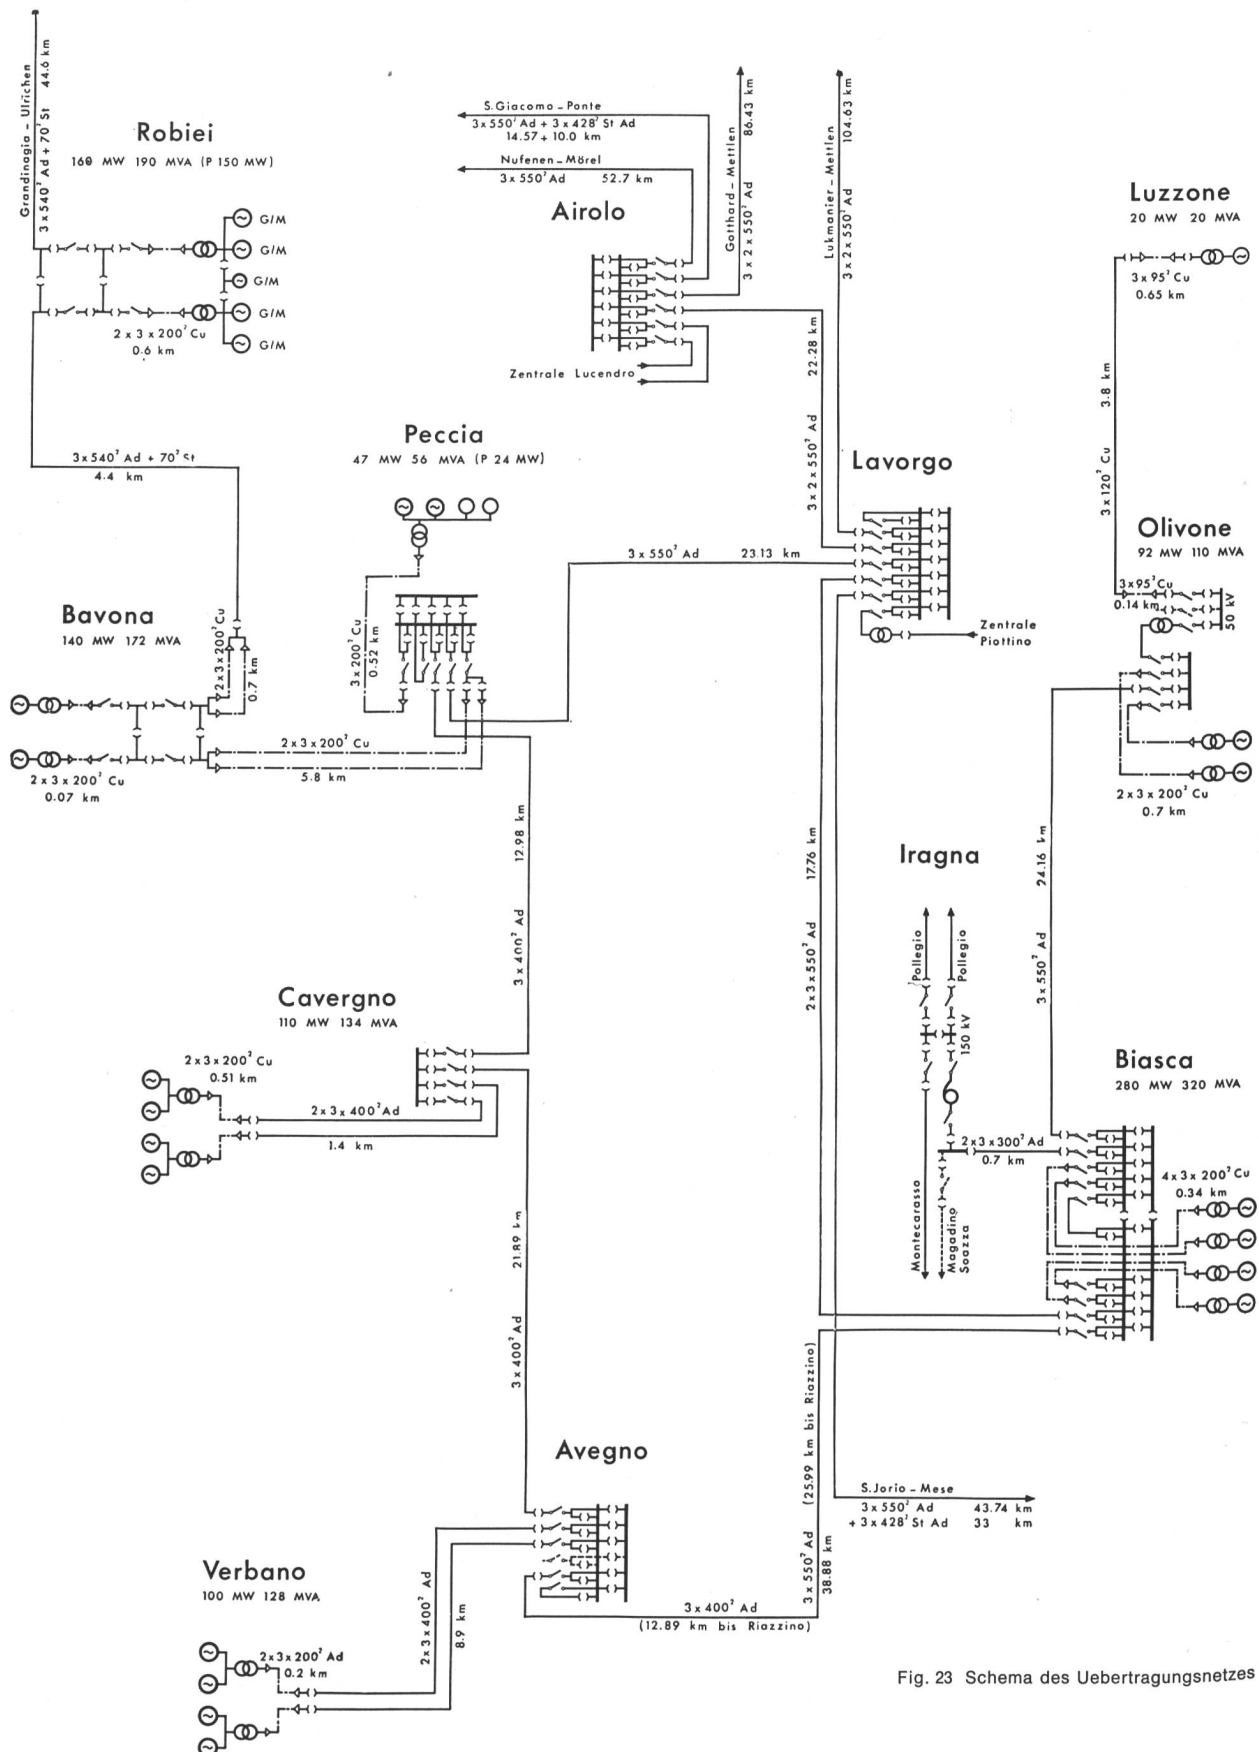 Grandinagia - Ulrichen
3 x 540² Ad + 70² St 44.6 km
Robiei
160 MW 190 MVA (P 150 MW)
G/M
G/M
G/M
G/M
G/M
2 x 3 x 200² Cu
0.6 km
3 x 540² Ad + 70² St
4.4 km
S. Giacomo - Ponte
3 x 550² Ad + 3 x 428² St Ad
14.57 + 10.0 km
Nufenen - Mörel
3 x 550² Ad 52.7 km
Airolo
Zentrale Lucendro
Gotthard - Mettlen 86.43 km
3 x 2 x 550² Ad
Lukmanier - Mettlen 104.63 km
3 x 2 x 550² Ad
Luzzone
20 MW 20 MVA
3 x 95² Cu
0.65 km
3 x 120² Cu 3.8 km
3 x 2 x 550² Ad 22.28 km
Peccia
47 MW 56 MVA (P 24 MW)
3 x 200² Cu
0.52 km
Lavorgo
3 x 550² Ad 23.13 km
Zentrale
Piottino
Olivone
92 MW 110 MVA
3 x 95² Cu
0.14 km
50 kV
2 x 3 x 200² Cu
0.7 km
Bavona
140 MW 172 MVA
2 x 3 x 200² Cu
0.7 km
2 x 3 x 200² Cu
5.8 km
2 x 3 x 200² Cu
0.07 km
3 x 400² Ad 12.98 km
2 x 3 x 550² Ad 17.76 km
3 x 550² Ad 24.16 km
Iragna
Pollegio
Pollegio
150 kV
2 x 3 x 300² Ad
0.7 km
Montecarasso
Magadino
Soazza
Cavergno
110 MW 134 MVA
2 x 3 x 200² Cu
0.51 km
2 x 3 x 400² Ad
1.4 km
Biasca
280 MW 320 MVA
4 x 3 x 200² Cu
0.34 km
3 x 400² Ad 21.89 km
Avegno
3 x 550² Ad (25.99 km bis Riazzino)
38.88 km
S. Jorio - Mese
3 x 550² Ad 43.74 km
+ 3 x 428² St Ad 33 km
3 x 400² Ad
(12.89 km bis Riazzino)
Verbano
100 MW 128 MVA
2 x 3 x 400² Ad
8.9 km
2 x 3 x 200² Ad
0.2 km
Fig. 23 Schema des Uebertragungsnetzes